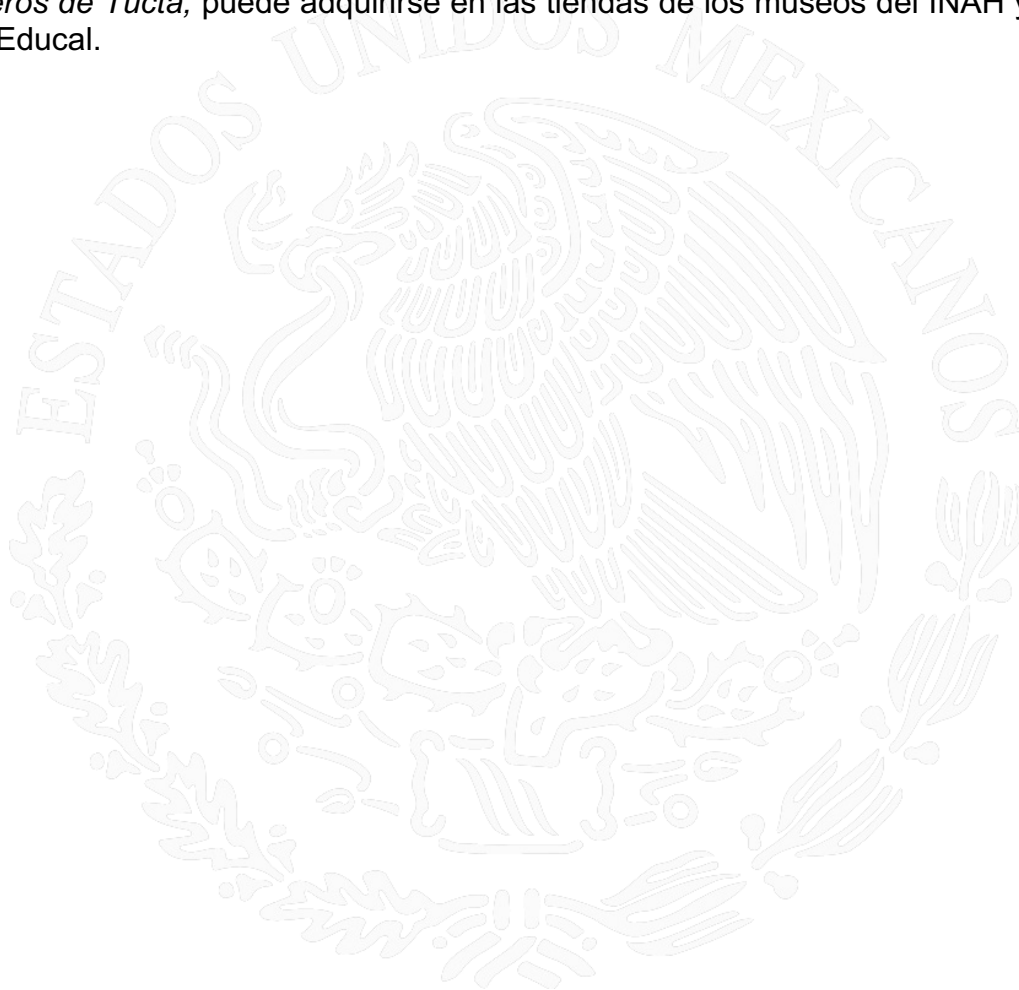 eros de Tucta, puede adquirirse en las tiendas de los museos del INAH y
Educal.
ESTADOS UNIDOS MEXICANOS